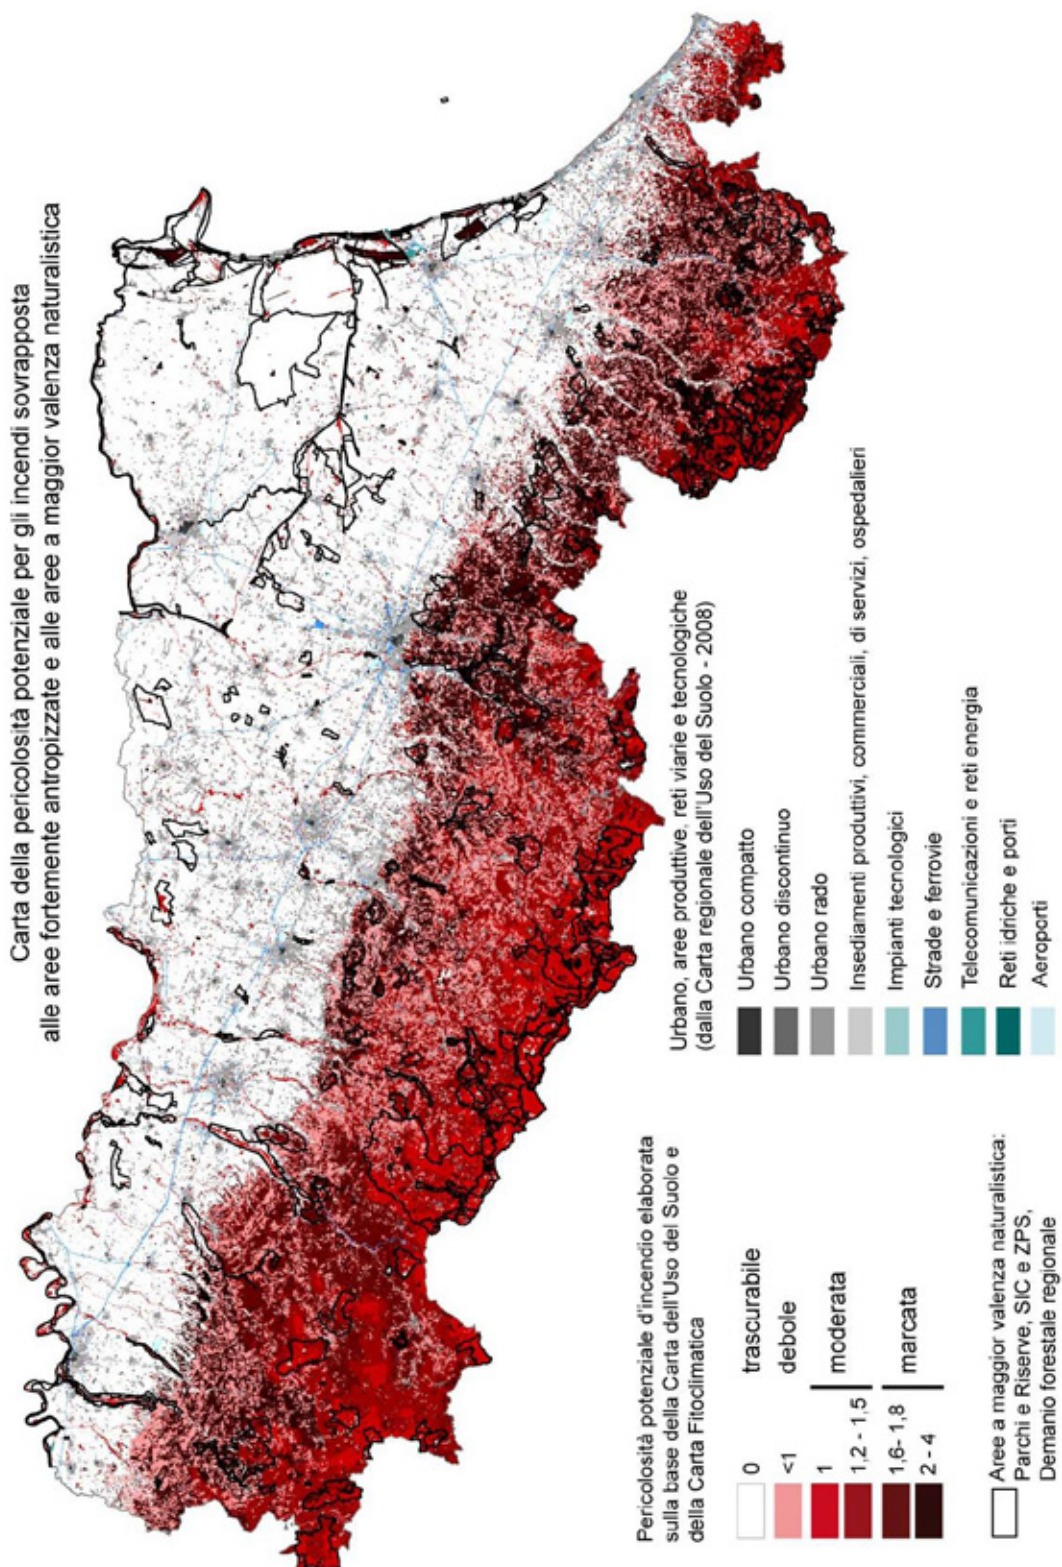 Carta della pericolosità potenziale per gli incendi sovrapposta
alle aree fortemente antropizzate e alle aree a maggior valenza naturalistica
Pericolosità potenziale d'incendio elaborata
sulla base della Carta dell'Uso del Suolo e
della Carta Fitoclimatica
0 trascurabile
<1 debole
1
moderata
1,2 - 1,5
1,6- 1,8
marcata
2 - 4
Aree a maggior valenza naturalistica:
Parchi e Riserve, SIC e ZPS,
Demanio forestale regionale
Urbano, aree produttive, reti viarie e tecnologiche
(dalla Carta regionale dell'Uso del Suolo - 2008)
Urbano compatto
Urbano discontinuo
Urbano rado
Insediamenti produttivi, commerciali, di servizi, ospedalieri
Impianti tecnologici
Strade e ferrovie
Telecomunicazioni e reti energia
Reti idriche e porti
Aeroporti